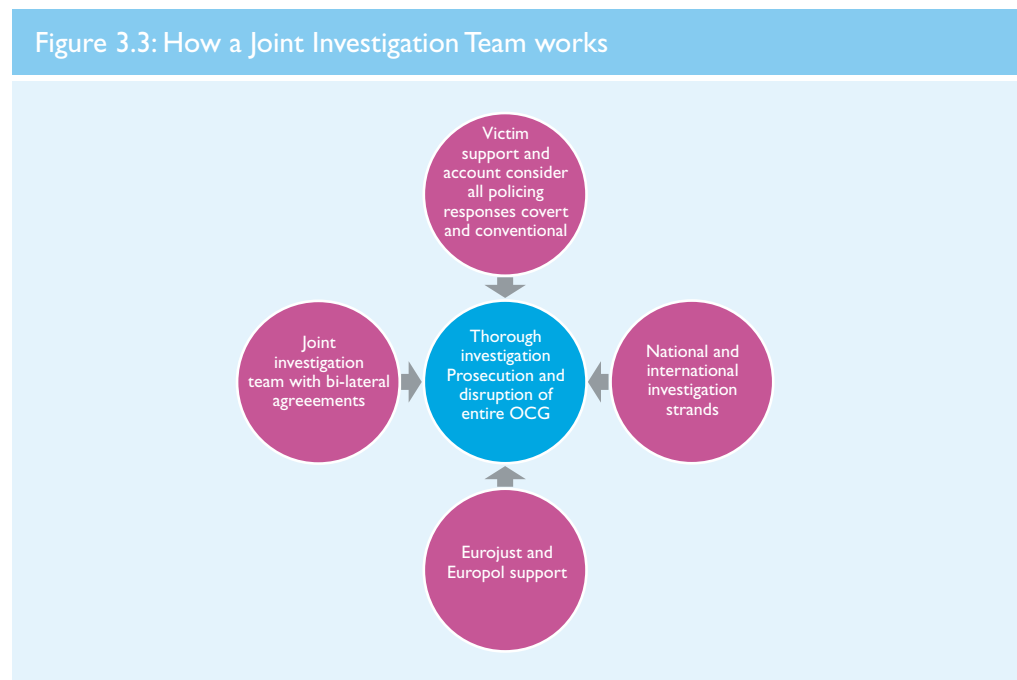 Figure 3.3: How a Joint Investigation Team works
Victim
support and
account consider
all policing
responses covert
and conventional
Joint
investigation
team with bi-lateral
agreeements
Thorough
investigation
Prosecution and
disruption of
entire OCG
National and
international
investigation
strands
Eurojust and
Europol support